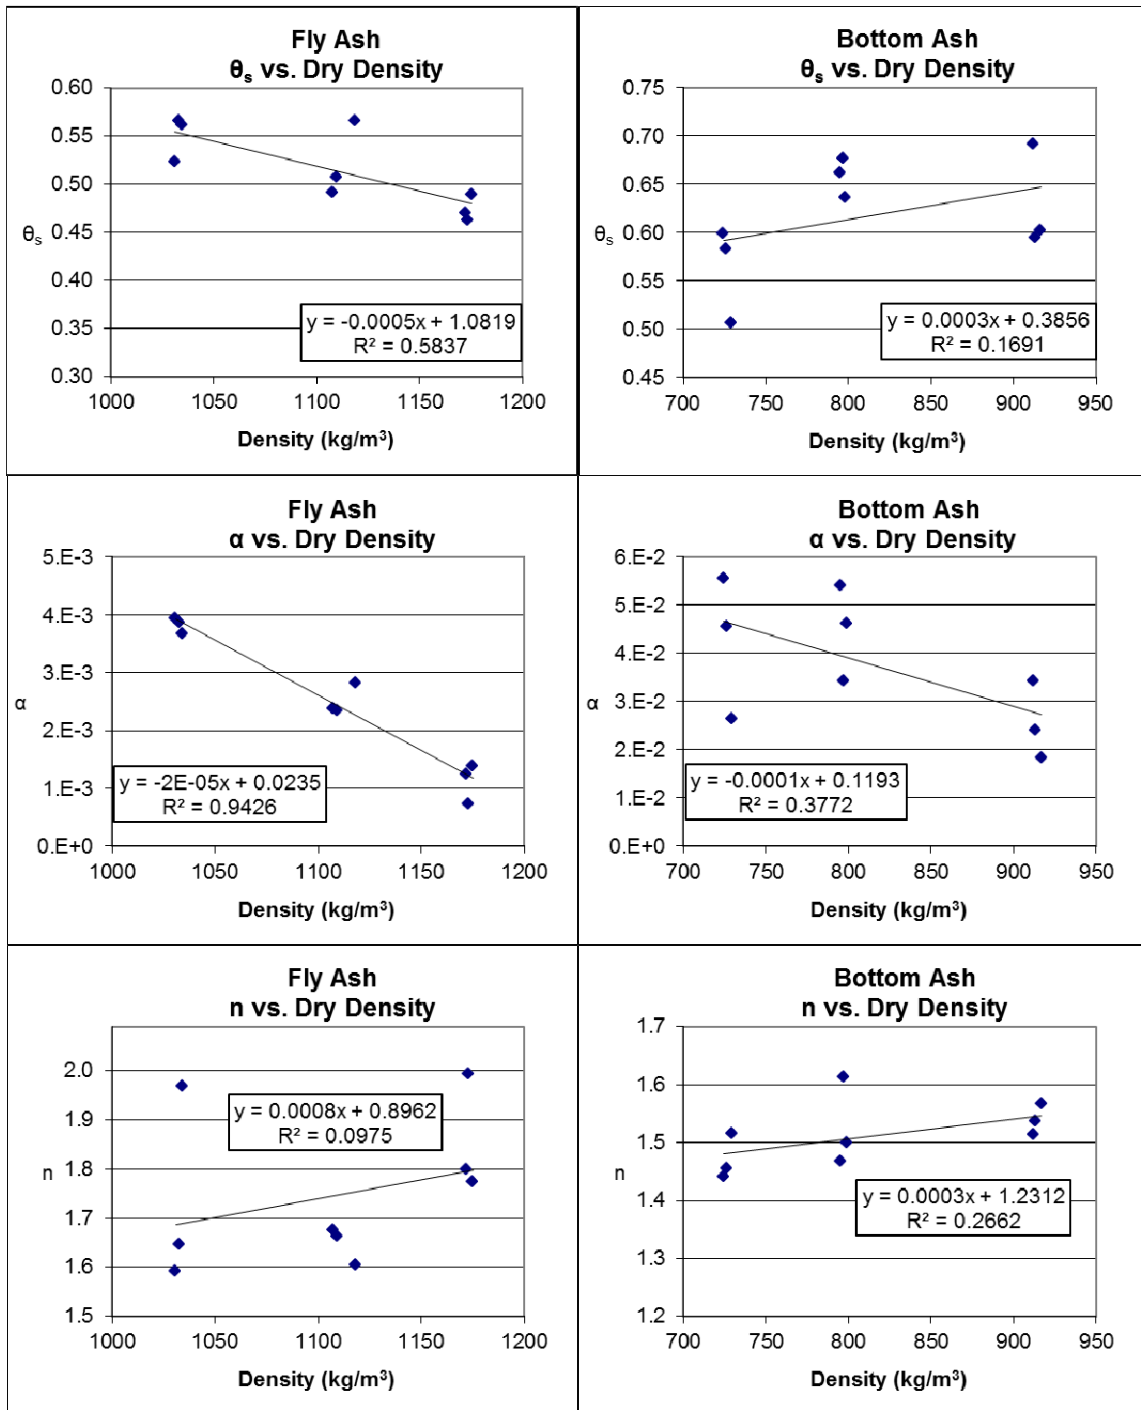 Fly Ash
θs vs. Dry Density
0.60
0.55
0.50
0.45
0.40
0.35
0.30
θs
y = -0.0005x + 1.0819
R² = 0.5837
1000 1050 1100 1150 1200
Density (kg/m³)
Bottom Ash
θs vs. Dry Density
0.75
0.70
0.65
0.60
0.55
0.50
0.45
θs
y = 0.0003x + 0.3856
R² = 0.1691
700 750 800 850 900 950
Density (kg/m³)
Fly Ash
α vs. Dry Density
5.E-3
4.E-3
3.E-3
2.E-3
1.E-3
0.E+0
α
y = -2E-05x + 0.0235
R² = 0.9426
1000 1050 1100 1150 1200
Density (kg/m³)
Bottom Ash
α vs. Dry Density
6.E-2
5.E-2
4.E-2
3.E-2
2.E-2
1.E-2
0.E+0
α
y = -0.0001x + 0.1193
R² = 0.3772
700 750 800 850 900 950
Density (kg/m³)
Fly Ash
n vs. Dry Density
2.0
1.9
1.8
1.7
1.6
1.5
n
y = 0.0008x + 0.8962
R² = 0.0975
1000 1050 1100 1150 1200
Density (kg/m³)
Bottom Ash
n vs. Dry Density
1.7
1.6
1.5
1.4
1.3
1.2
n
y = 0.0003x + 1.2312
R² = 0.2662
700 750 800 850 900 950
Density (kg/m³)